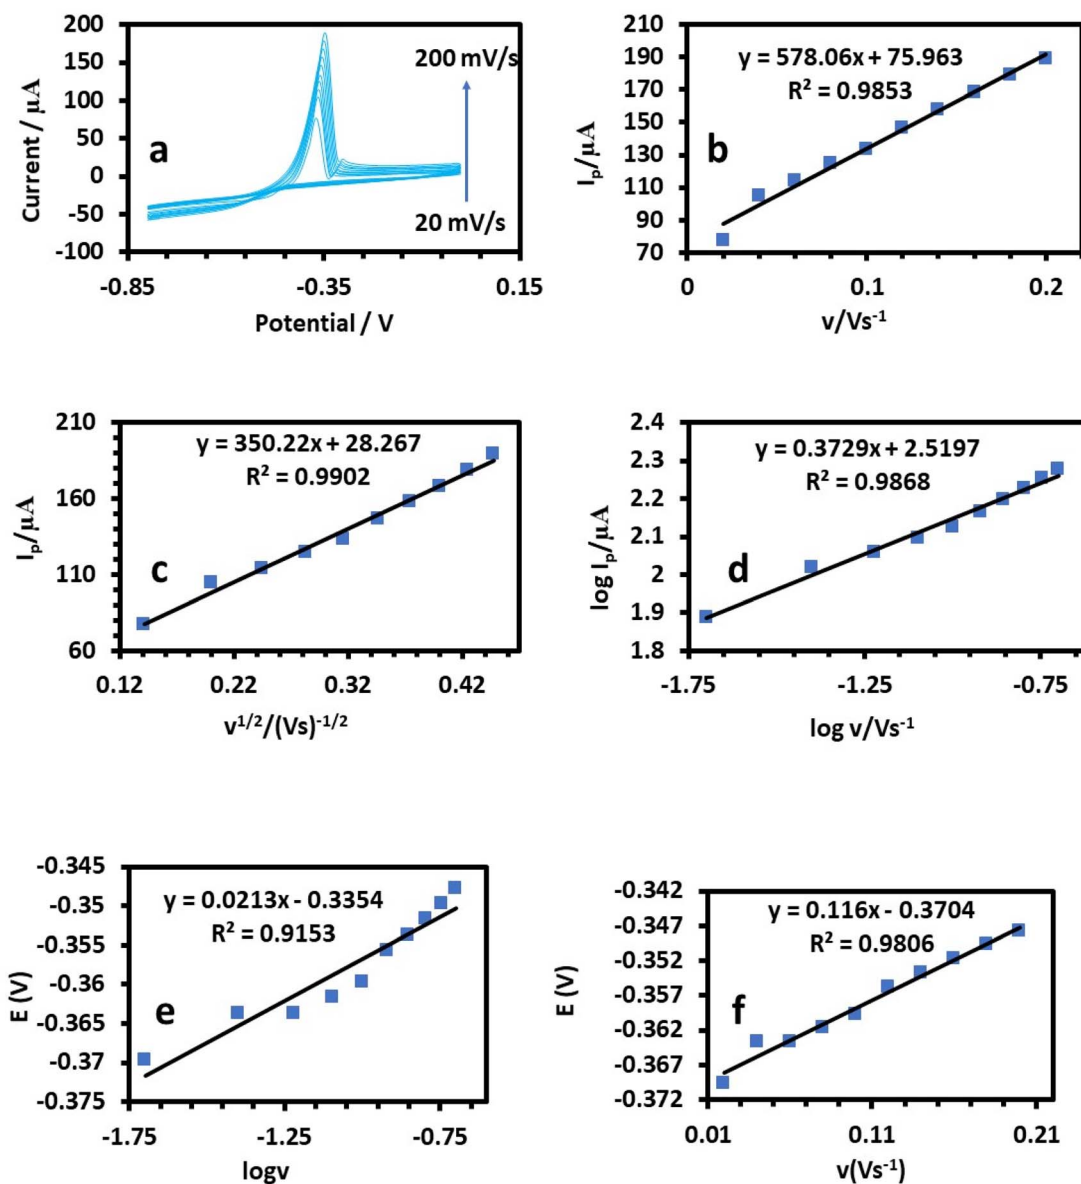 200
150
100
50
0
-50
-100
Current / µA
a
200 mV/s
20 mV/s
-0.85
-0.35
0.15
Potential / V
210
190
170
150
130
110
90
70
I_p/µA
y = 578.06x + 75.963
R² = 0.9853
b
0
0.1
0.2
v/Vs⁻¹
210
160
110
60
I_p/µA
y = 350.22x + 28.267
R² = 0.9902
c
0.12
0.22
0.32
0.42
v¹ᐟ²/(Vs)⁻¹ᐟ²
2.4
2.3
2.2
2.1
2
1.9
1.8
log I_p/µA
y = 0.3729x + 2.5197
R² = 0.9868
d
-1.75
-1.25
-0.75
log v/Vs⁻¹
-0.345
-0.35
-0.355
-0.36
-0.365
-0.37
-0.375
E (V)
y = 0.0213x - 0.3354
R² = 0.9153
e
-1.75
-1.25
-0.75
logv
-0.342
-0.347
-0.352
-0.357
-0.362
-0.367
-0.372
E (V)
y = 0.116x - 0.3704
R² = 0.9806
f
0.01
0.11
0.21
v(Vs⁻¹)